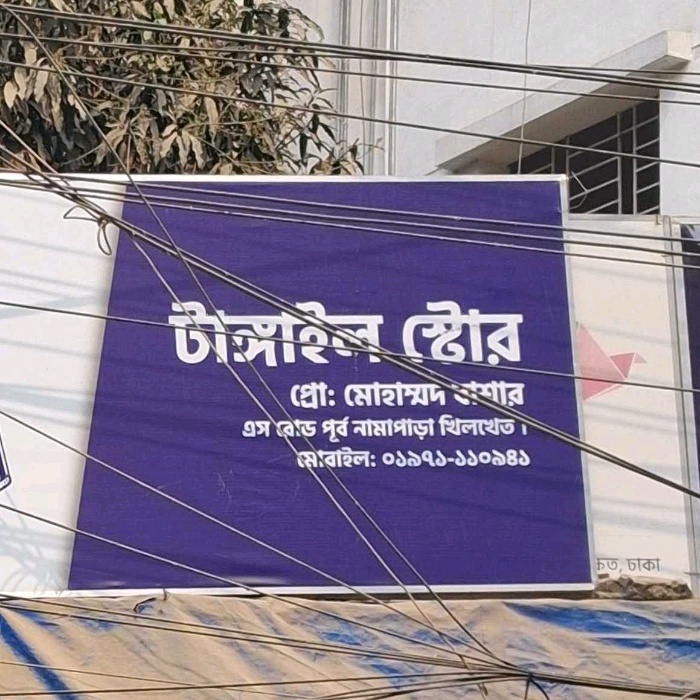 টাঙ্গাইল স্টোর
প্রো: মোহাম্মদ বাশার
এস রোড পূর্ব নামাপাড়া খিলখেত।
মোবাইল: ০১৯৭১-১১০৯৪১
ঢাকা